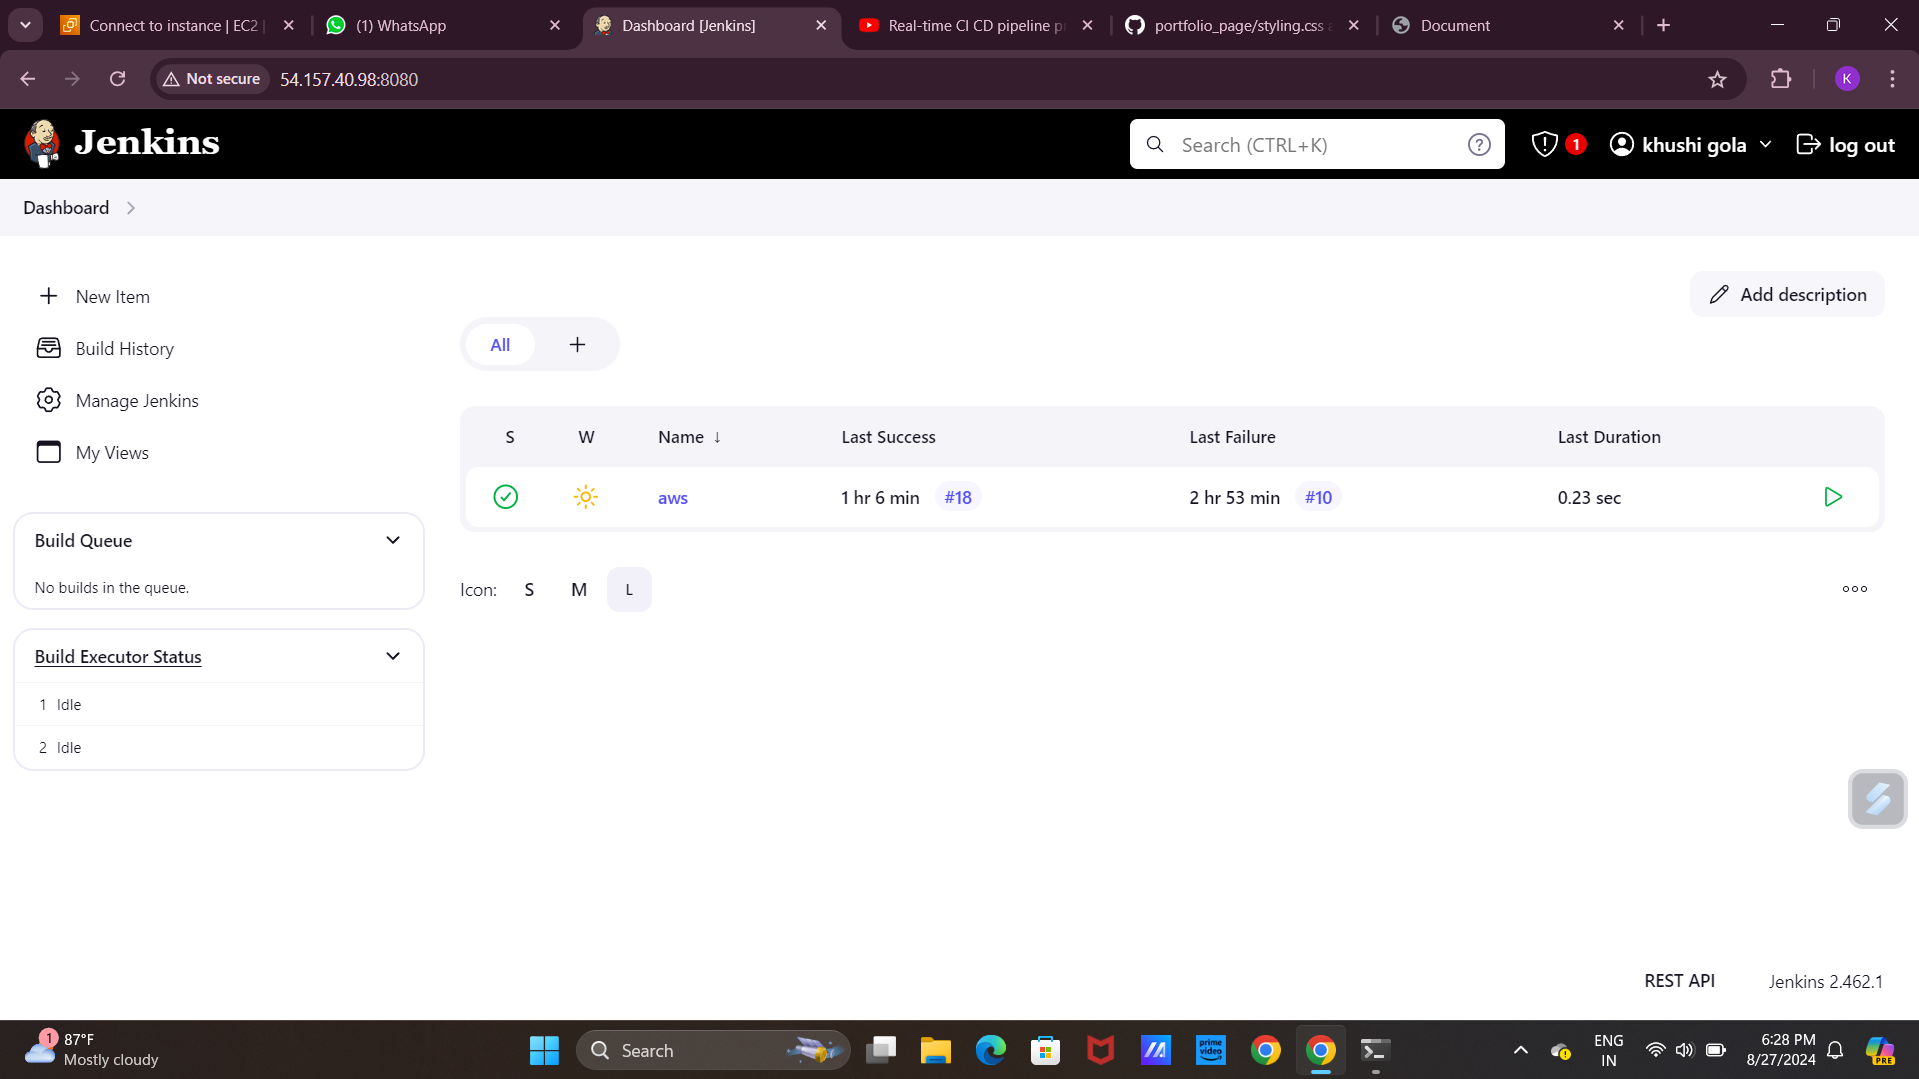 Connect to instance | EC2 |
(1) WhatsApp
Dashboard [Jenkins]
Real-time CI CD pipeline pr
portfolio_page/styling.css a
Document
Not secure
54.157.40.98:8080
K
Jenkins
Search (CTRL+K)
?
1
khushi gola
log out
Dashboard
New Item
Build History
Manage Jenkins
My Views
Add description
All
+
S W Name ↓ Last Success Last Failure Last Duration
aws 1 hr 6 min #18 2 hr 53 min #10 0.23 sec
Build Queue
No builds in the queue.
Build Executor Status
1 Idle
2 Idle
Icon: S M L
REST API
Jenkins 2.462.1
1
87°F
Mostly cloudy
Search
prime video
ENG
IN
6:28 PM
8/27/2024
PRE